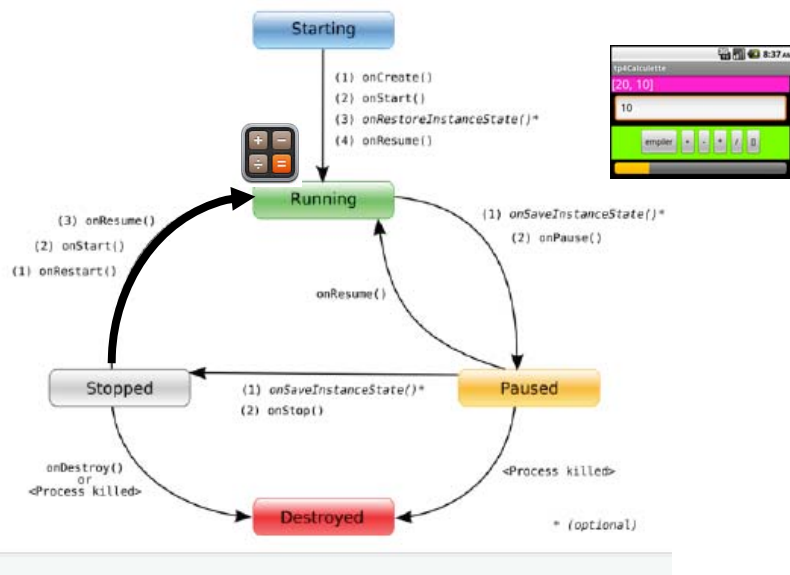 Starting
(1) onCreate()
(2) onStart()
(3) onRestoreInstanceState()*
(4) onResume()
8:37 AM
tp4Calculette
[20, 10]
10
empiler + - * / []
+ −
÷ =
Running
(3) onResume()
(2) onStart()
(1) onRestart()
(1) onSaveInstanceState()*
(2) onPause()
onResume()
Stopped
(1) onSaveInstanceState()*
(2) onStop()
Paused
onDestroy()
or
<Process killed>
<Process killed>
Destroyed
* (optional)